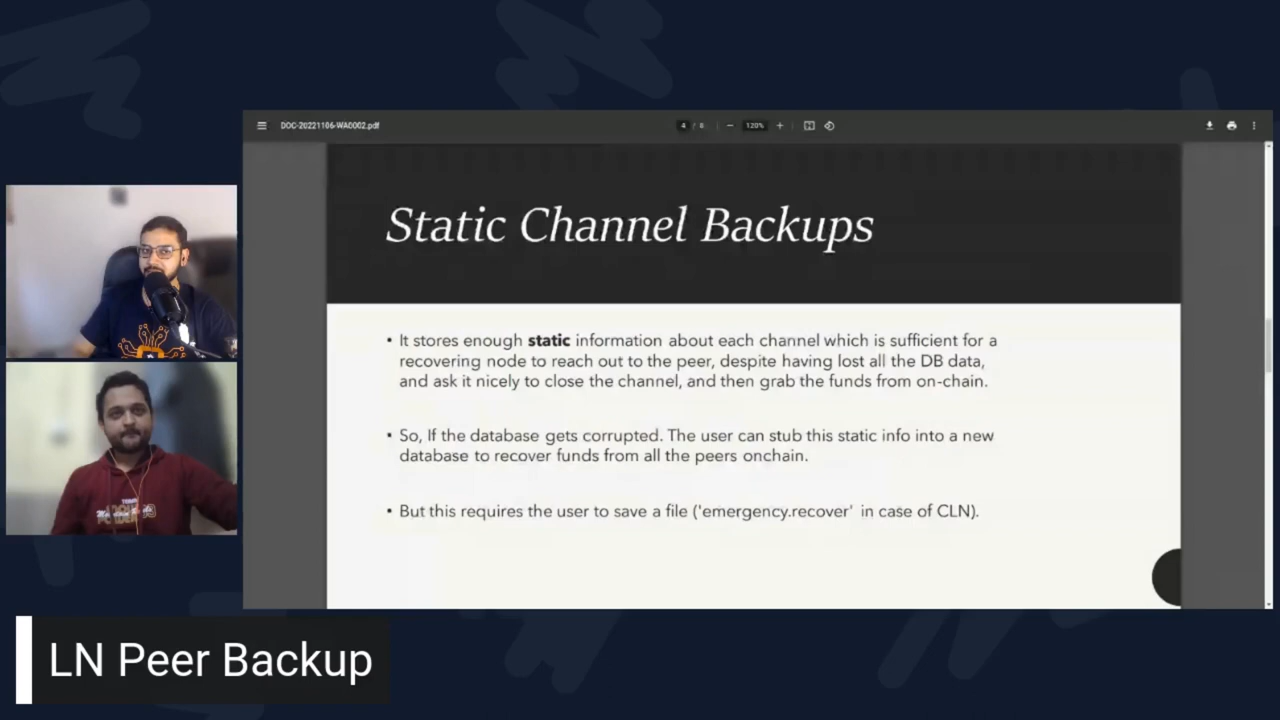 DOC-20221106-WA0002.pdf
4 / 8
120%
Static Channel Backups
• It stores enough static information about each channel which is sufficient for a
recovering node to reach out to the peer, despite having lost all the DB data,
and ask it nicely to close the channel, and then grab the funds from on-chain.
• So, If the database gets corrupted. The user can stub this static info into a new
database to recover funds from all the peers onchain.
• But this requires the user to save a file ('emergency.recover' in case of CLN).
LN Peer Backup